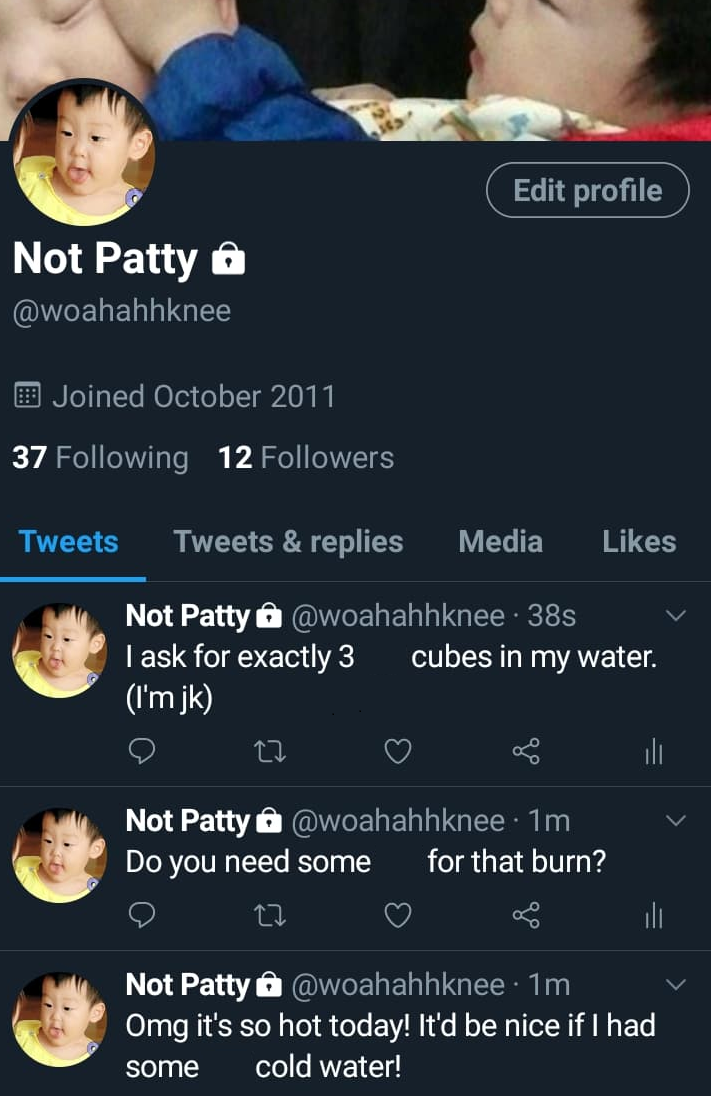 Edit profile
Not Patty
@woahahhknee
Joined October 2011
37 Following 12 Followers
Tweets Tweets & replies Media Likes
Not Patty @woahahhknee · 38s
I ask for exactly 3 cubes in my water.
(I'm jk)
Not Patty @woahahhknee · 1m
Do you need some for that burn?
Not Patty @woahahhknee · 1m
Omg it's so hot today! It'd be nice if I had
some cold water!